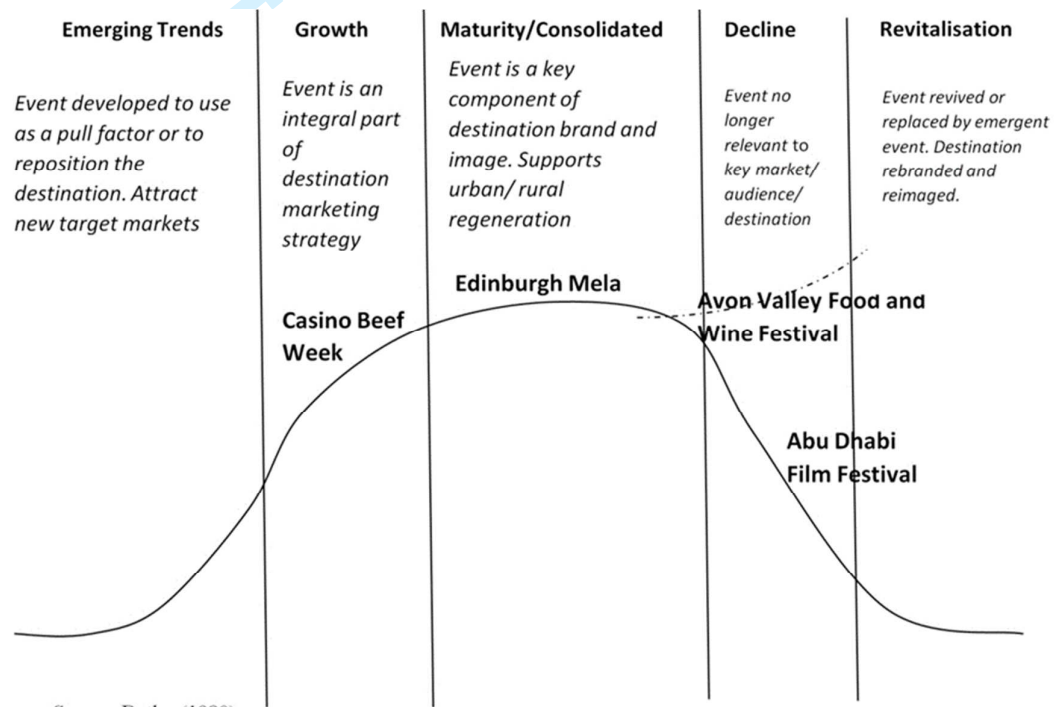 Emerging Trends
Event developed to use
as a pull factor or to
reposition the
destination. Attract
new target markets
Growth
Event is an
integral part
of
destination
marketing
strategy
Maturity/Consolidated
Event is a key
component of
destination brand and
image. Supports
urban/ rural
regeneration
Decline
Event no
longer
relevant to
key market/
audience/
destination
Revitalisation
Event revived or
replaced by emergent
event. Destination
rebranded and
reimaged.
Casino Beef
Week
Edinburgh Mela
Avon Valley Food and
Wine Festival
Abu Dhabi
Film Festival